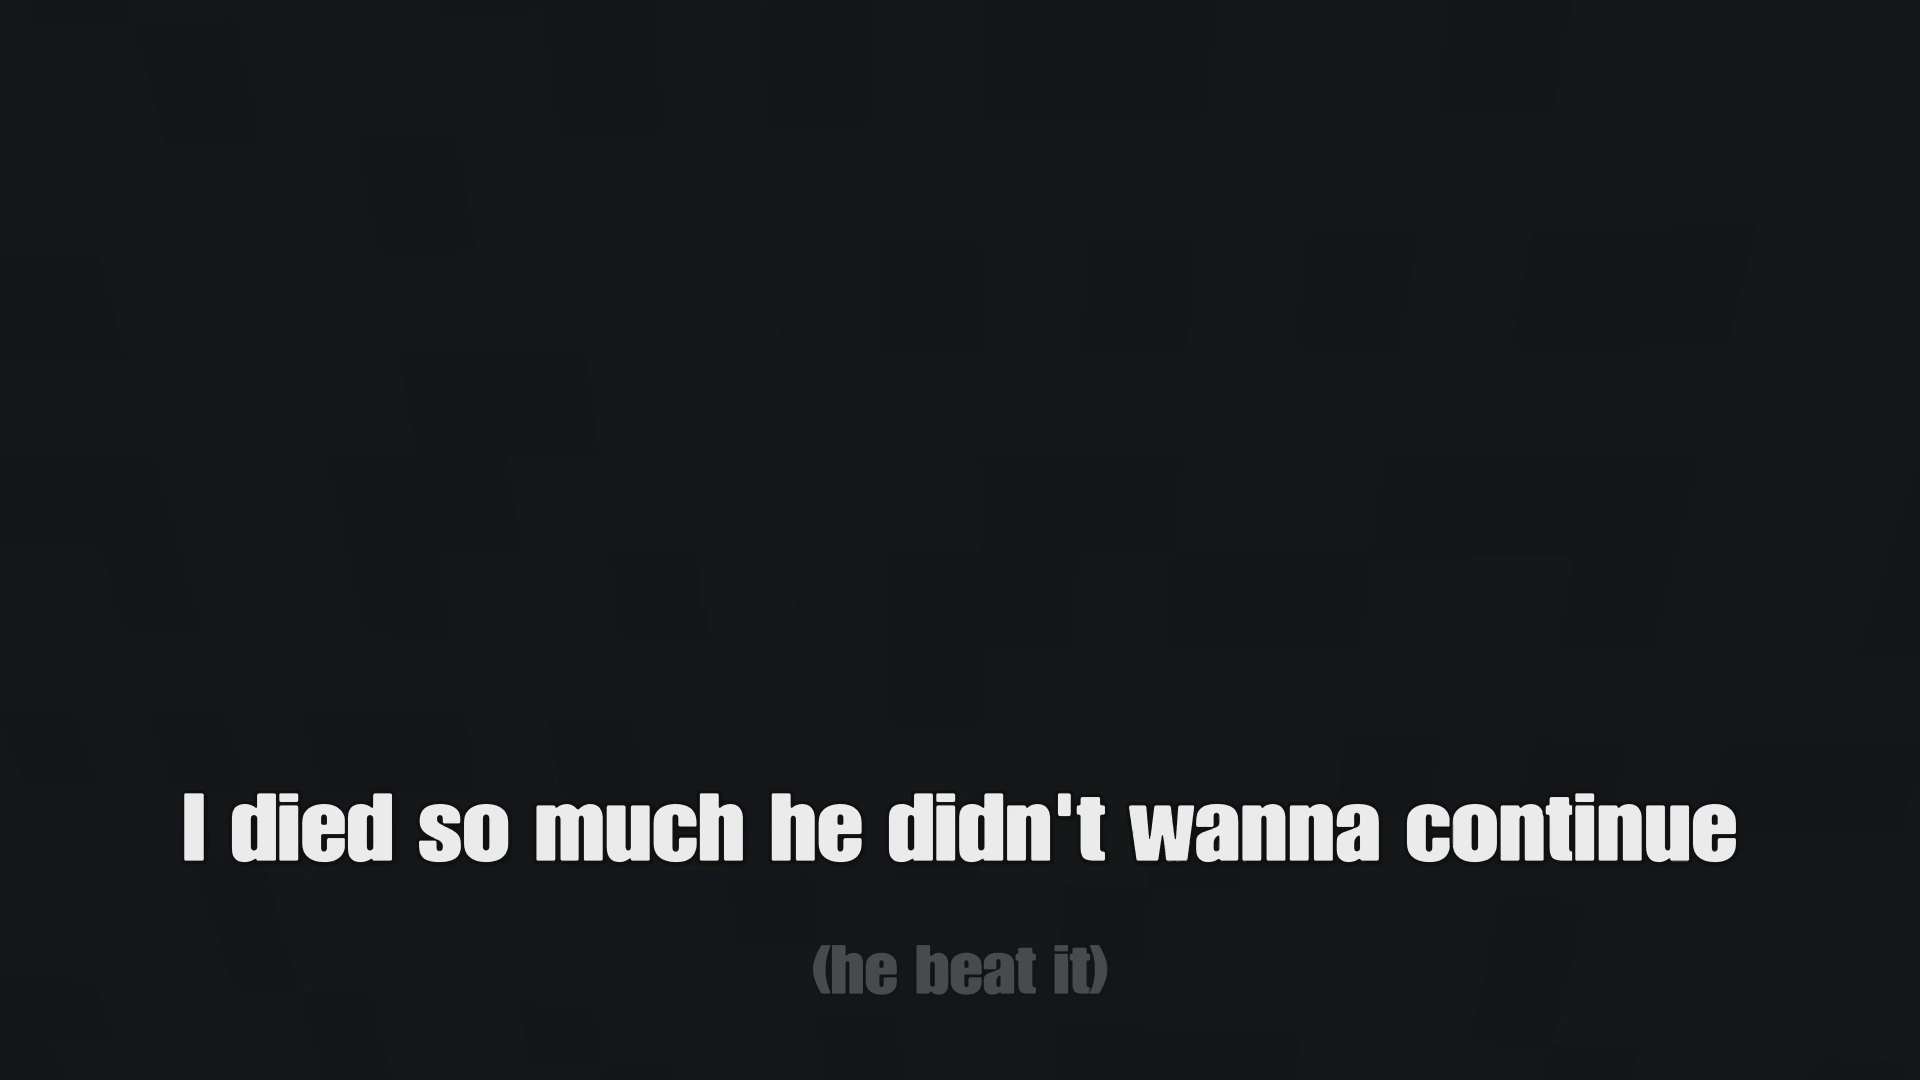 I died so much he didn't wanna continue
(he beat it)